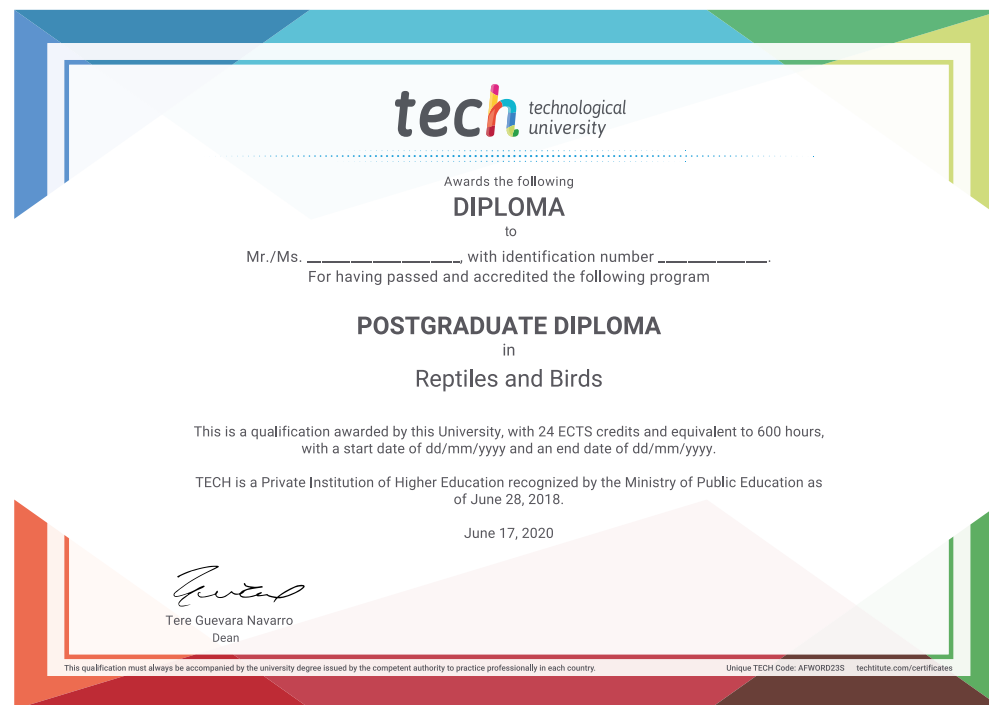 tech technological
university
Awards the following
DIPLOMA
to
Mr./Ms. _____________________, with identification number _______________.
For having passed and accredited the following program
POSTGRADUATE DIPLOMA
in
Reptiles and Birds
This is a qualification awarded by this University, with 24 ECTS credits and equivalent to 600 hours,
with a start date of dd/mm/yyyy and an end date of dd/mm/yyyy.
TECH is a Private Institution of Higher Education recognized by the Ministry of Public Education as
of June 28, 2018.
June 17, 2020
Tere Guevara Navarro
Dean
This qualification must always be accompanied by the university degree issued by the competent authority to practice professionally in each country.
Unique TECH Code: AFWORD23S techtitute.com/certificates